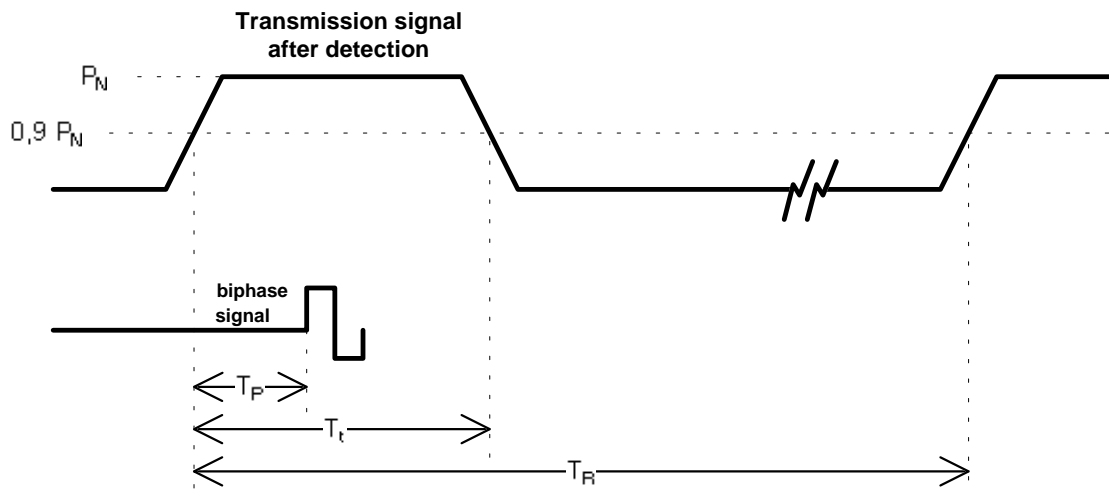 Transmission signal
after detection
P_N
0,9 P_N
biphase
signal
T_P
T_t
T_R